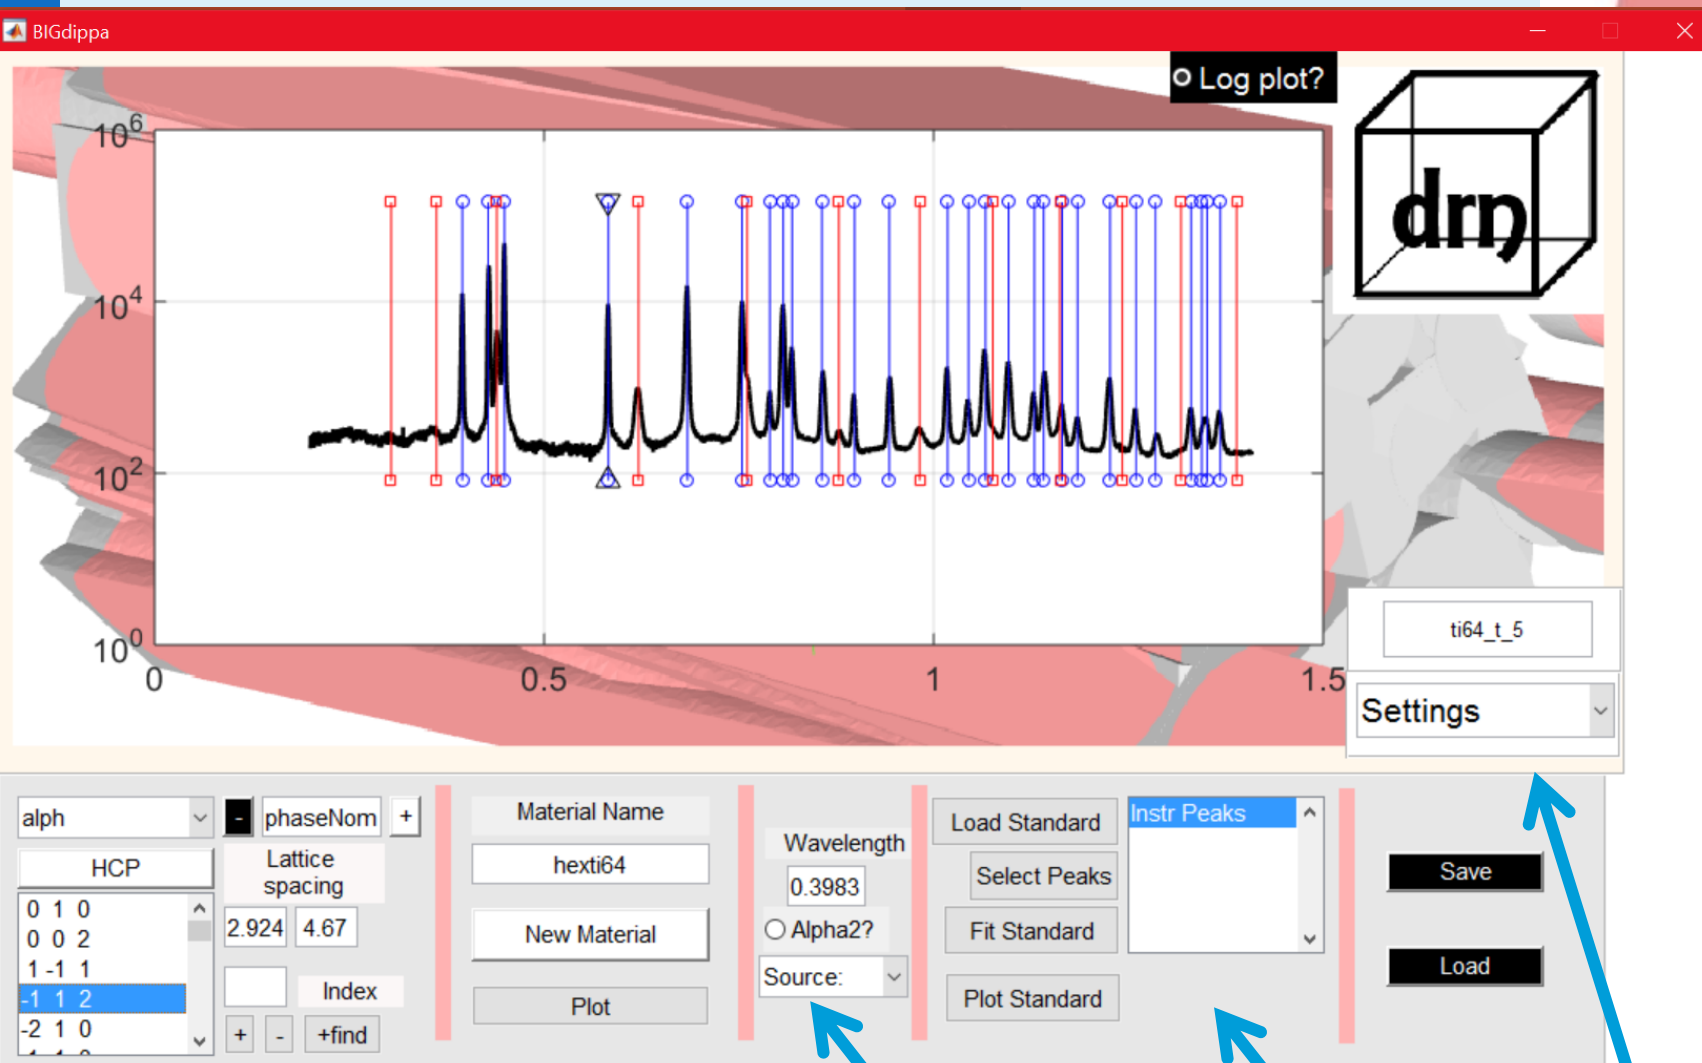 BIGdippa
Log plot?
drη
10^6
10^4
10^2
10^0
0 0.5 1 1.5
ti64_t_5
Settings
alph - phaseNom +
HCP
Lattice
spacing
2.924 4.67
0 1 0
0 0 2
1 -1 1
-1 1 2
-2 1 0
Index
+ - +find
Material Name
hexti64
New Material
Plot
Wavelength
0.3983
Alpha2?
Source:
Load Standard
Select Peaks
Fit Standard
Plot Standard
Instr Peaks
Save
Load